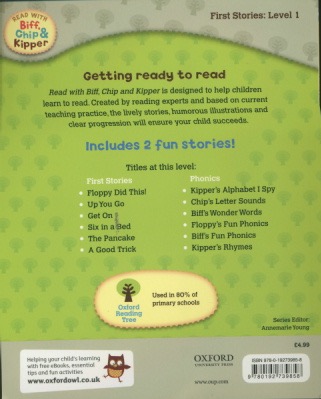 READ WITH
Biff,
Chip &
Kipper
First Stories: Level 1
Getting ready to read
Read with Biff, Chip and Kipper is designed to help children
learn to read. Created by reading experts and based on current
teaching practice, the lively stories, humorous illustrations and
clear progression will ensure your child succeeds.
Includes 2 fun stories!
Titles at this level:
First Stories
Floppy Did This!
Up You Go
Get On
Six in a Bed
The Pancake
A Good Trick
Phonics
Kipper's Alphabet I Spy
Chip's Letter Sounds
Biff's Wonder Words
Floppy's Fun Phonics
Biff's Fun Phonics
Kipper's Rhymes
Oxford
Reading
Tree
Used in 80% of
primary schools
Series Editor:
Annemarie Young
£4.99
Helping your child's learning
with free eBooks, essential
tips and fun activities
www.oxfordowl.co.uk
OXFORD
UNIVERSITY PRESS
www.oup.com
ISBN 978-0-19273985-8
9 780192 739858